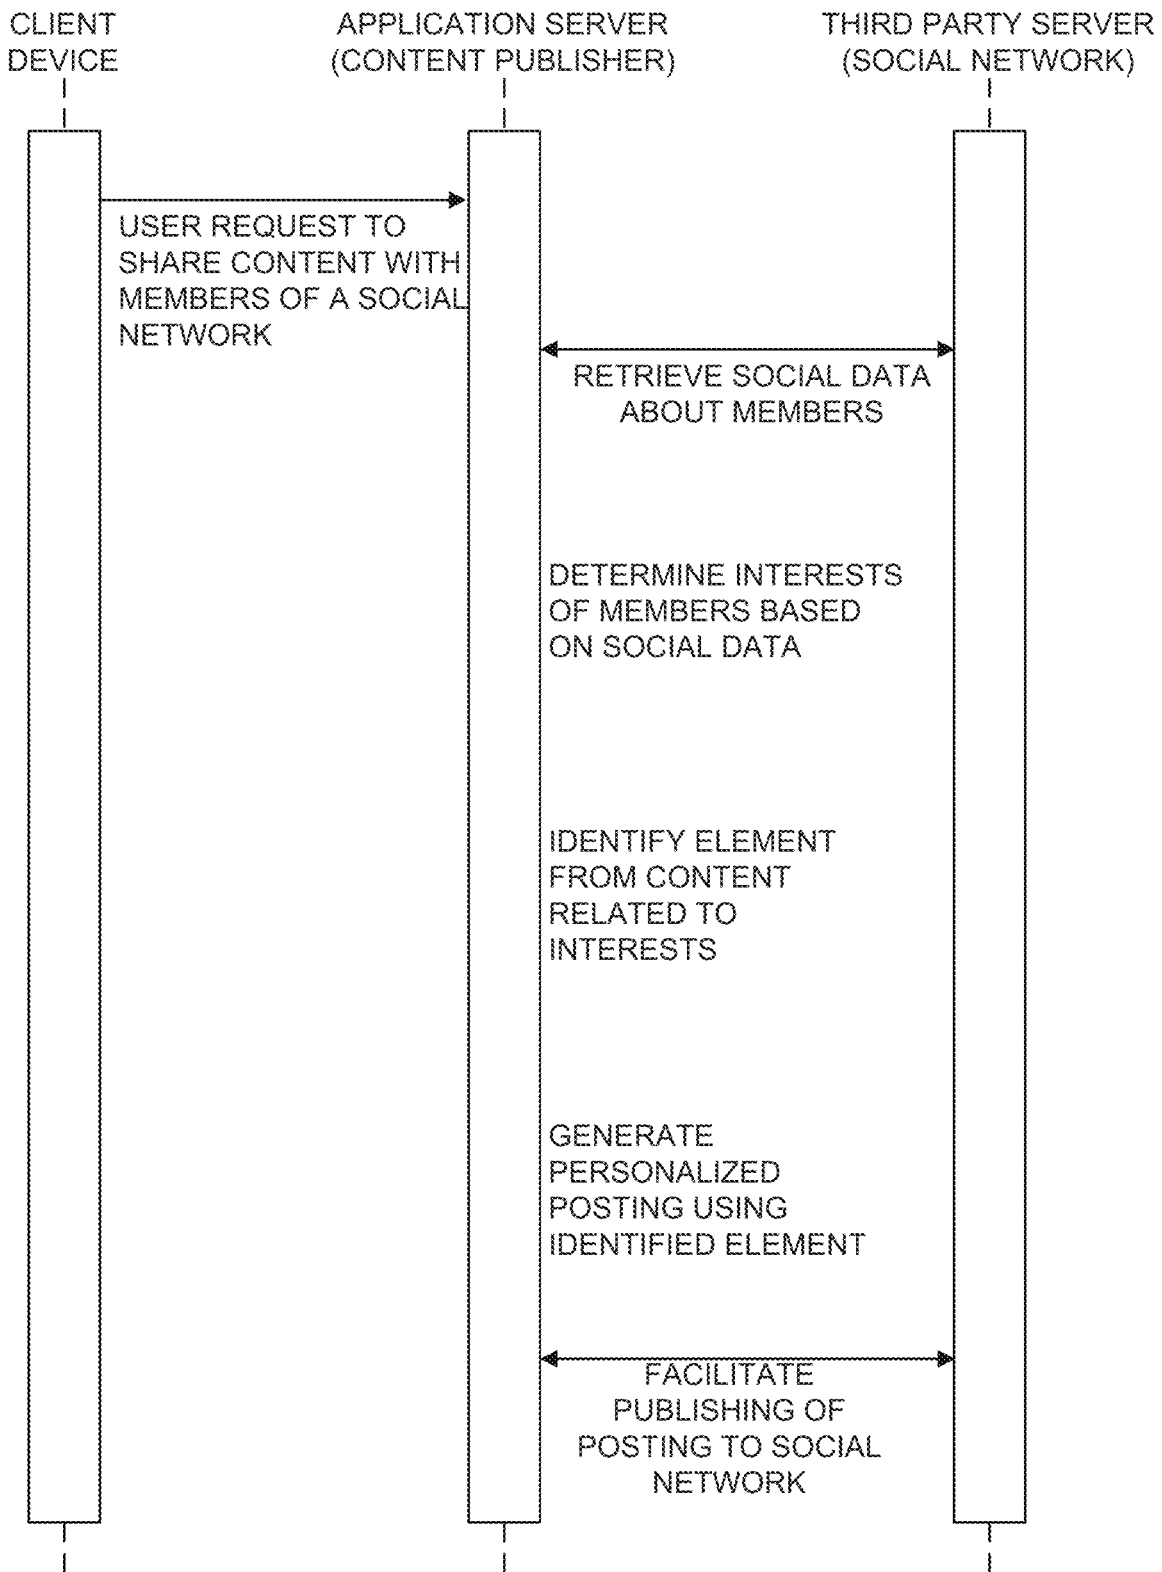 CLIENT
DEVICE
APPLICATION SERVER
(CONTENT PUBLISHER)
THIRD PARTY SERVER
(SOCIAL NETWORK)
USER REQUEST TO
SHARE CONTENT WITH
MEMBERS OF A SOCIAL
NETWORK
RETRIEVE SOCIAL DATA
ABOUT MEMBERS
DETERMINE INTERESTS
OF MEMBERS BASED
ON SOCIAL DATA
IDENTIFY ELEMENT
FROM CONTENT
RELATED TO
INTERESTS
GENERATE
PERSONALIZED
POSTING USING
IDENTIFIED ELEMENT
FACILITATE
PUBLISHING OF
POSTING TO SOCIAL
NETWORK